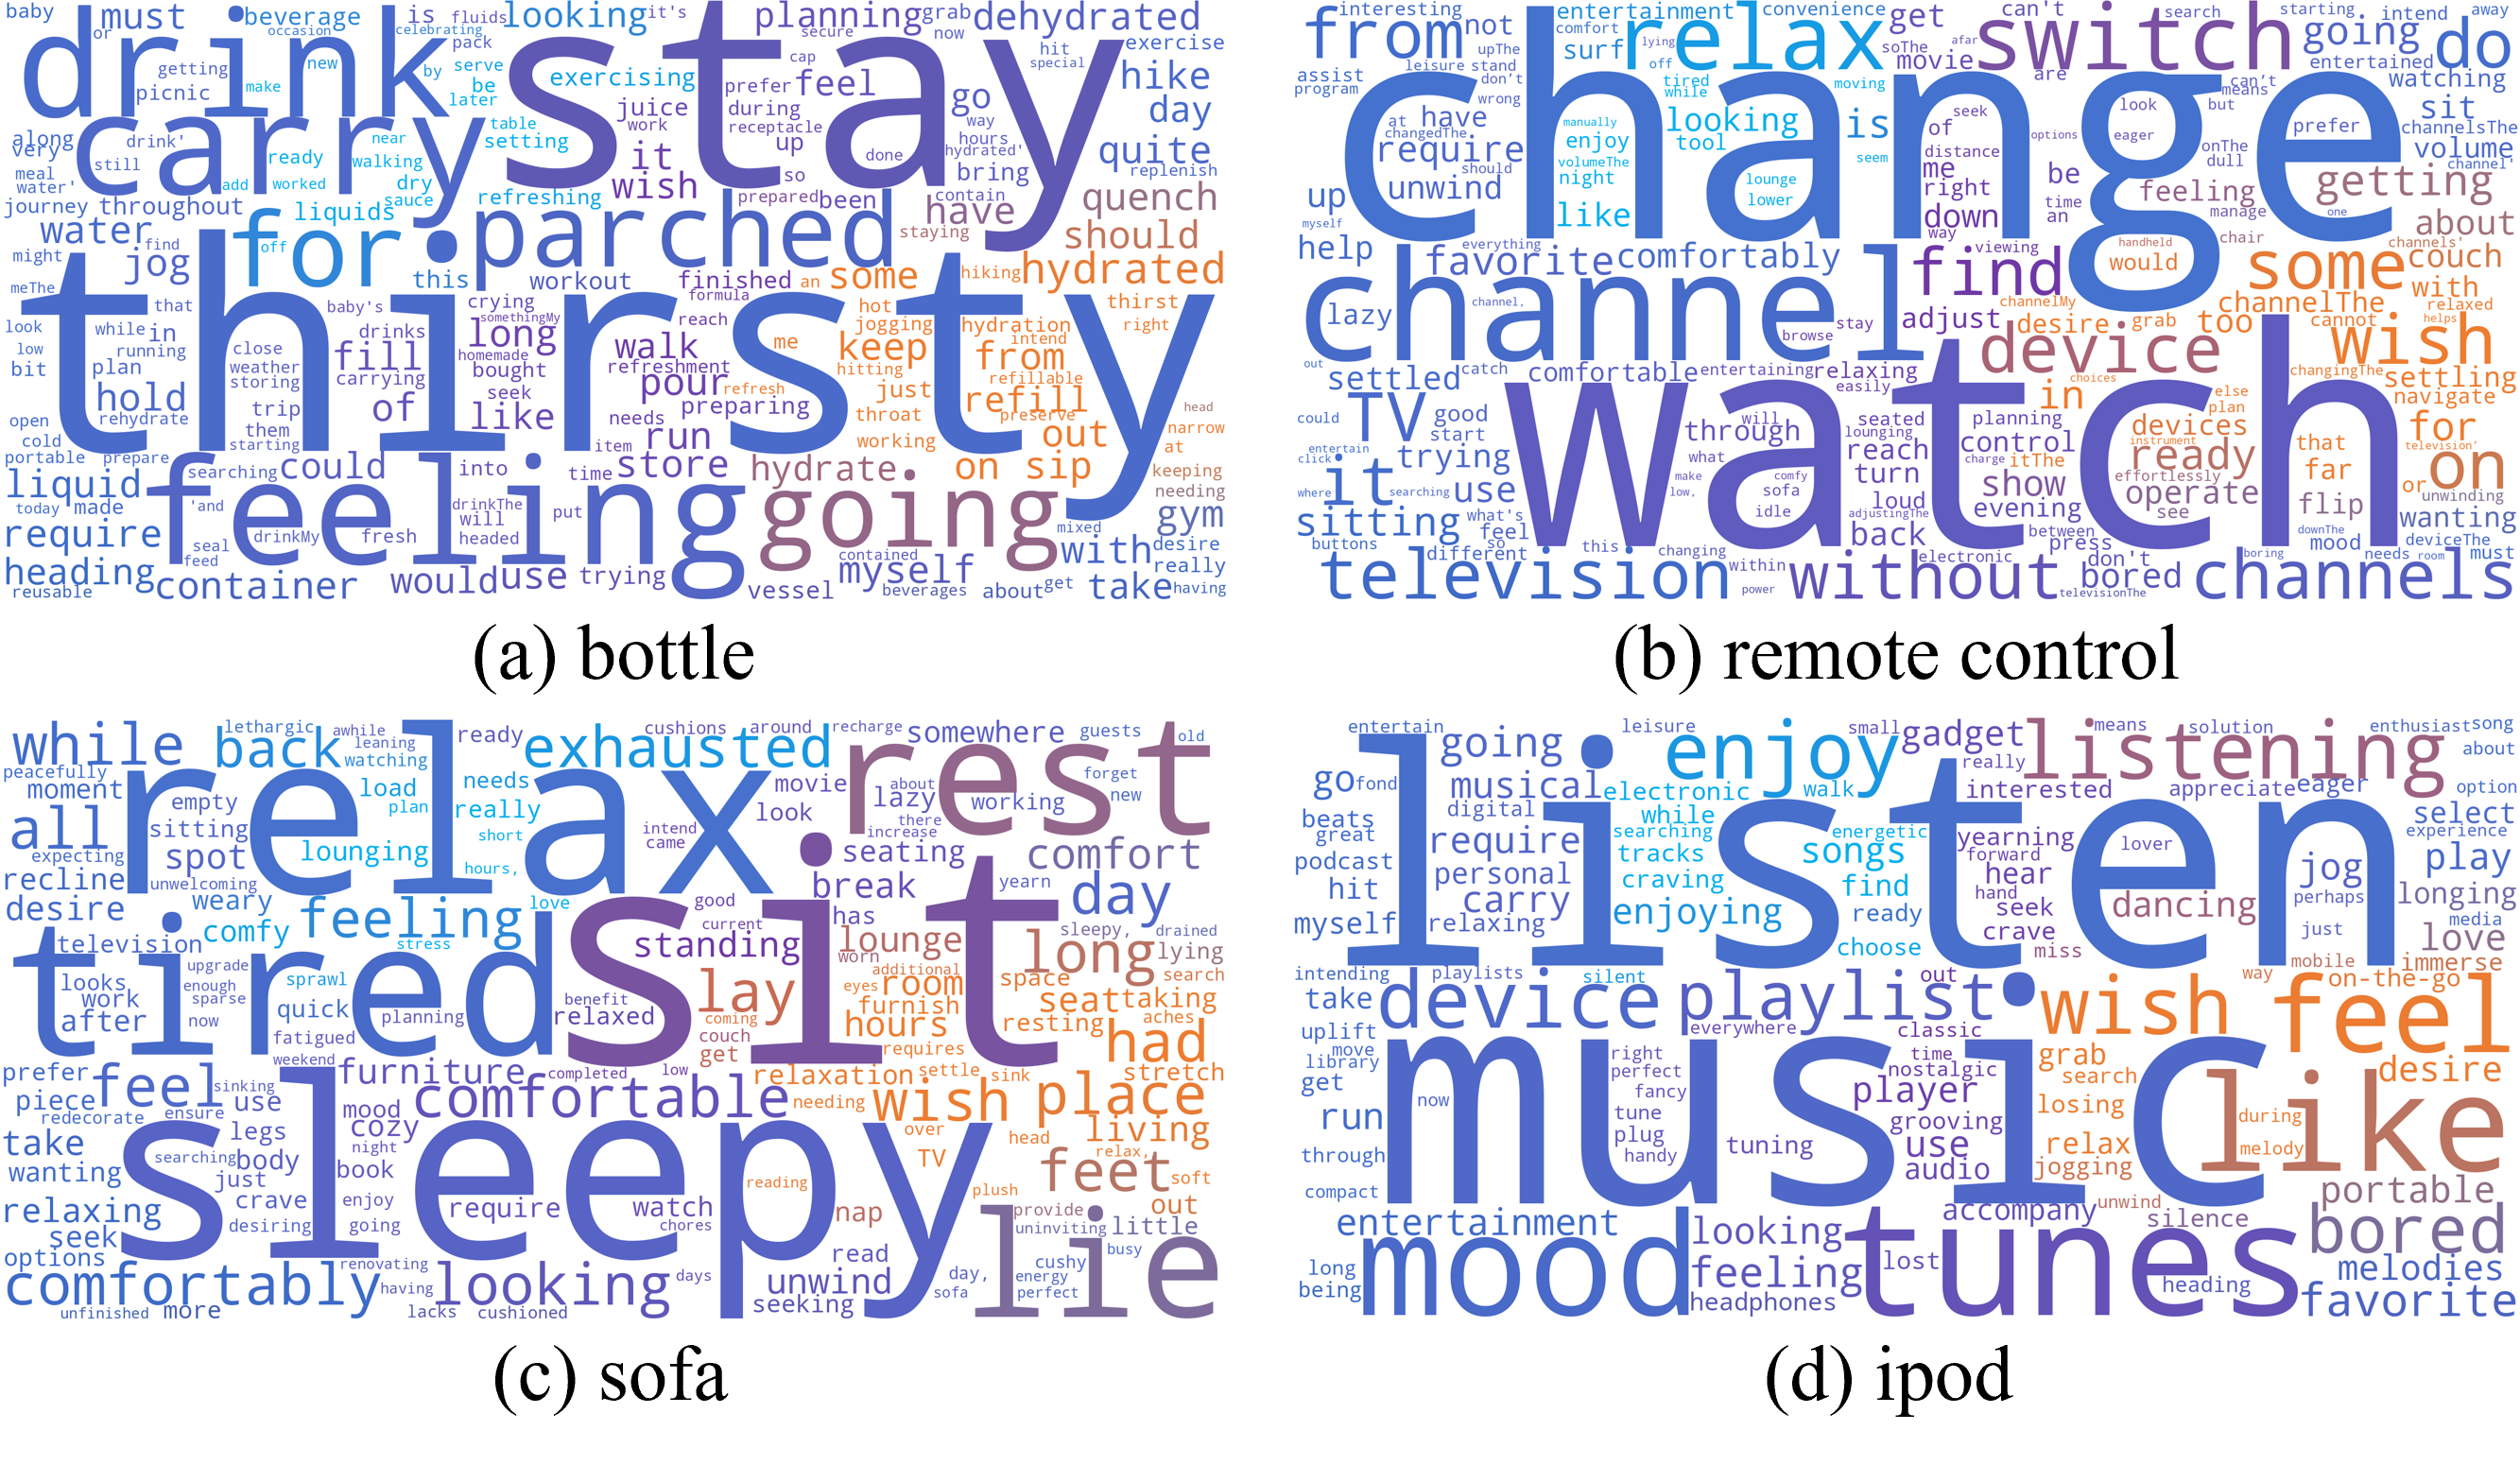 baby must beverage is fluids looking it's planning grab dehydrated
or occasion celebrating pack secure now hit exercise
drink stay special
getting new by serve exercising cap prefer feel hike
picnic make be later juice during go day
carry table work receptacle way
along very drink' near setting it up done hours hydrated' quite
still ready walking wish so bring replenish
meal water' add worked dry sauce refreshing prepared been contain quench
journey throughout liquids parched have
water find for off staying should
might jog this workout finished an some hiking hydrated
meThe that baby's crying formula hot thirst
thirsty
look while in drinks somethingMy long reach jogging hydration right
low running close fill homemade walk me keep intend from
bit plan weather carrying bought refreshment hitting refillable
hold storing seek pour refresh just refill
rehydrate trip of like needs preparing throat preserve head
open them item run working out narrow
cold starting at
portable prepare searching could into time store hydrate on sip keeping
liquid feeling going needing
today made 'and drinkThe will put gym
require seal drinkMy fresh headed mixed with desire
heading feed contained myself really
reusable container would use trying vessel beverages about get take having
(a) bottle
interesting entertainment convenience get can't search starting intend away
from not comfort relax switch going do
upThe surf lying off soThe afar movie entertained
assist leisure stand tired are can't watching
program don't while moving means
change
wrong look but sit
at have manually looking is seek prefer channelsThe
changedThe enjoy tool of options eager onThe volume
require should volumeThe seem distance dull channel'
up unwind night lounge me be feeling getting
myself like lower right time manage one about
down an
help everything way viewing handheld chair channels'
favorite comfortably find would some couch
channel channelMy channelThe with
lazy channel, stay adjust desire grab too cannot relaxed helps
browse device wish
out settled catch comfortable entertaining relaxing choices changingThe settling
easily in else navigate
could TV good will seated planning plan
start through lounging control devices that for
entertain what reach instrument television'
click trying turn charge itThe ready far on
where it searching use make comfy show effortlessly or
low, sofa loud operate flip unwinding
watch
sitting what's idle adjustingThe evening see wanting
buttons feel back between downThe deviceThe
so different this changing electronic press mood needs room must
television within power without don't bored boring channels
televisionThe
(b) remote control
while lethargic awhile ready cushions around recharge somewhere guests old
back leaning exhausted rest
peacefully watching movie about forget
moment load needs lazy working new
relax
empty plan really look there
all sitting short intend increase
expecting spot lounging came seating comfort
recline unwelcoming hours, break yearn day
desire weary feeling love good has
television comfy stress current lounge sleepy, drained
tired sit standing worn long lying
upgrade additional search
looks enough sprawl lay eyes room space
work sparse quick benefit furnish seat taking
after now planning relaxed coming hours resting aches
fatigued couch get requires had
weekend
prefer feel furniture completed low relaxation settle sink stretch
piece sinking comfortable needing wish place
redecorate ensure use mood over living
take legs cozy head
sleepy
searching night TV relax,
wanting body book reading feet soft
just plush
relaxing crave enjoy require watch nap provide out
seek desiring going chores uninviting little
options renovating read lie busy
comfortably having looking days unwind day, cushy
energy
unfinished more lacks cushioned seeking sofa perfect
(c) sofa
entertain going leisure enjoy small gadget listening means solution enthusiast song
really about
go fond musical electronic walk interested appreciate eager option
listen
beats digital while select
great searching energetic yearning lover experience
podcast require tracks songs forward jog play
hit personal craving find hear perhaps longing
carry hand dancing
myself relaxing enjoying ready seek media
crave just love
choose miss mobile immerse
intending playlists silent out way on-the-go
take device playlist wish feel
uplift everywhere classic
music
move right time grab desire
library perfect nostalgic search
get now fancy player like
run tune grooving losing during
plug tuning use relax melody
through handy audio jogging
compact accompany unwind portable
entertainment looking silence bored
mood tunes
long feeling lost heading melodies
being headphones favorite
(d) ipod